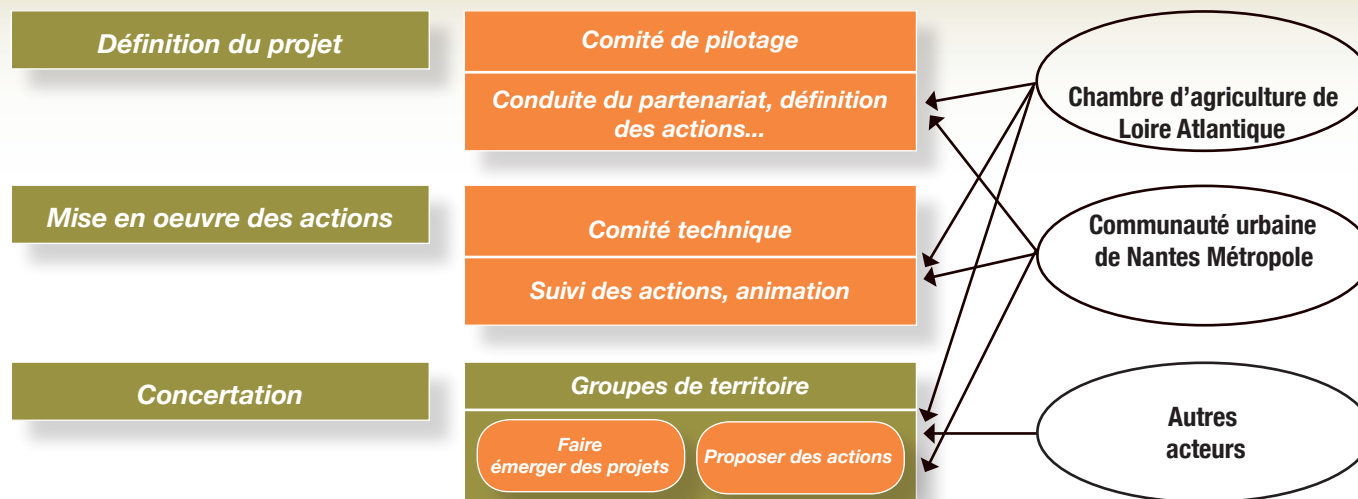 Définition du projet
Comité de pilotage
Conduite du partenariat, définition
des actions...
Chambre d'agriculture de
Loire Atlantique
Mise en oeuvre des actions
Comité technique
Suivi des actions, animation
Communauté urbaine
de Nantes Métropole
Concertation
Groupes de territoire
Faire
émerger des projets
Proposer des actions
Autres
acteurs